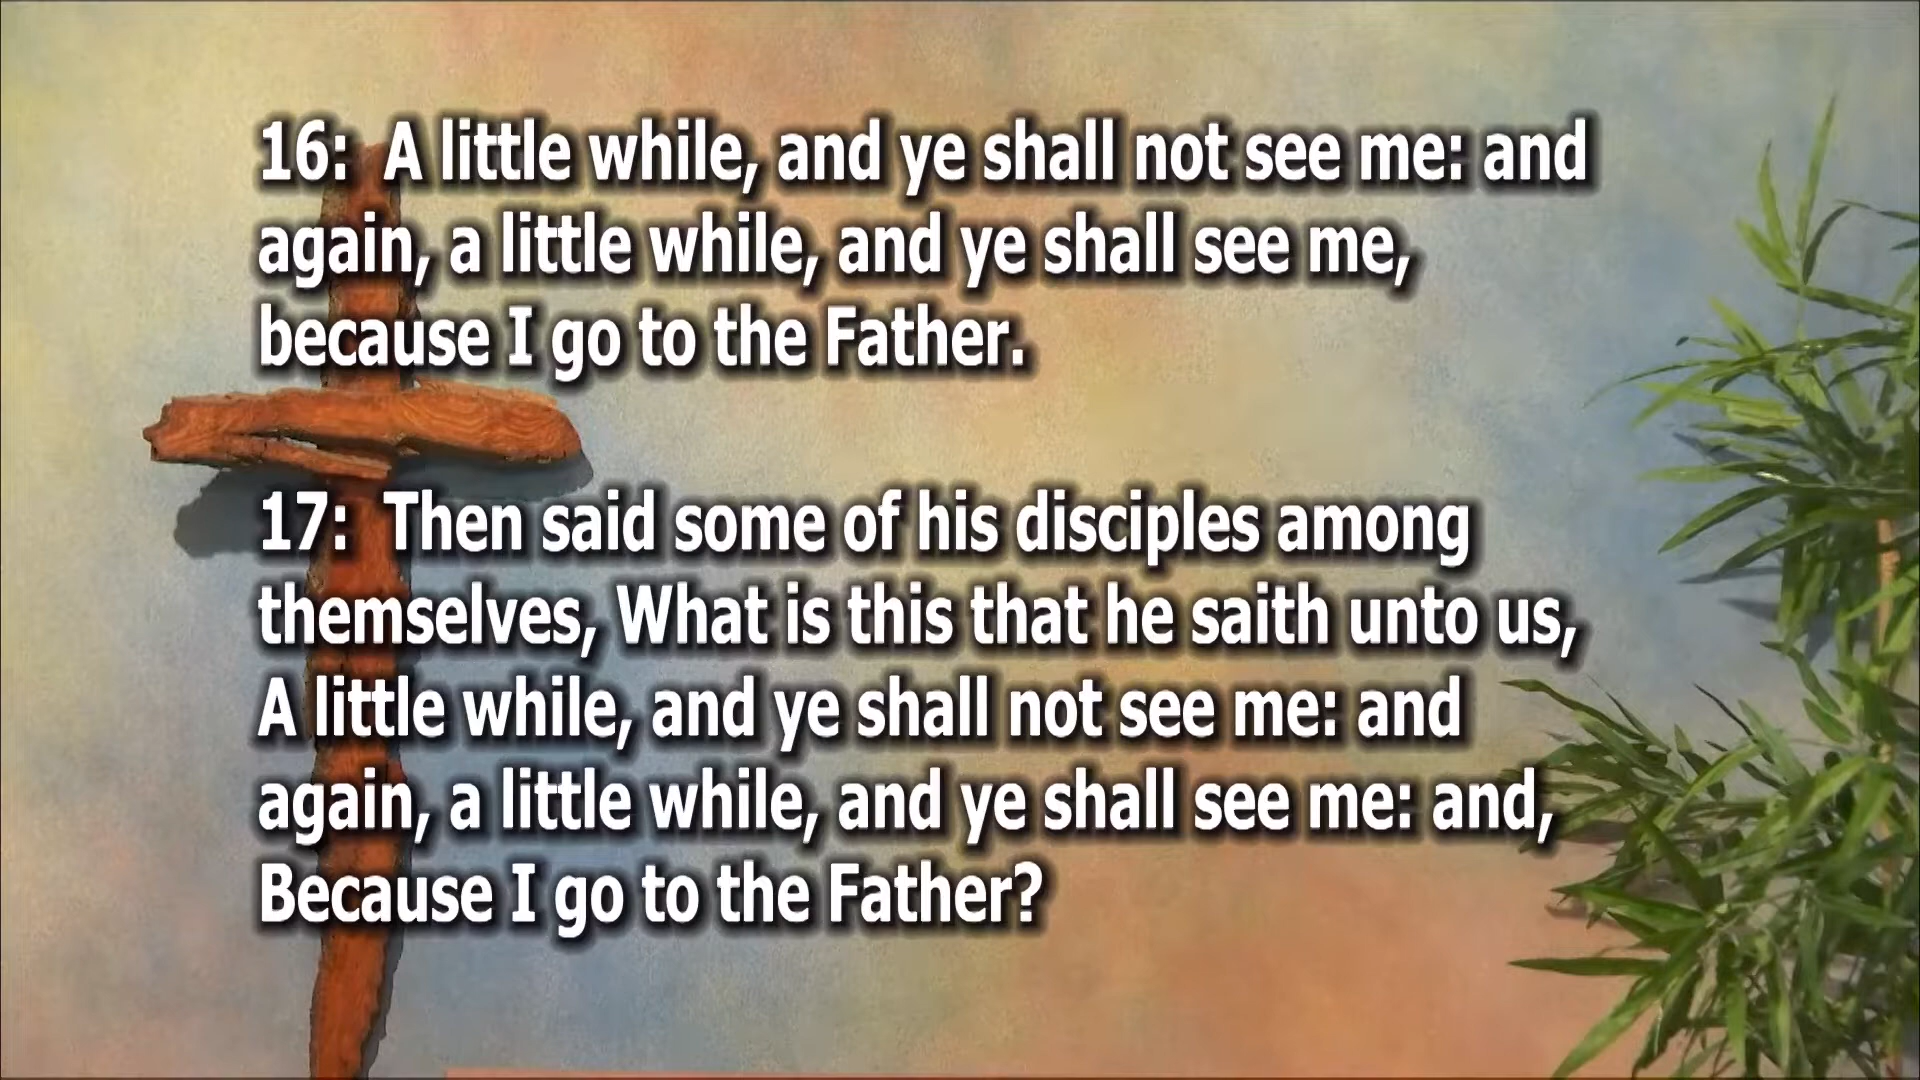 16:  A little while, and ye shall not see me: and
again, a little while, and ye shall see me,
because I go to the Father.
17:  Then said some of his disciples among
themselves, What is this that he saith unto us,
A little while, and ye shall not see me: and
again, a little while, and ye shall see me: and,
Because I go to the Father?